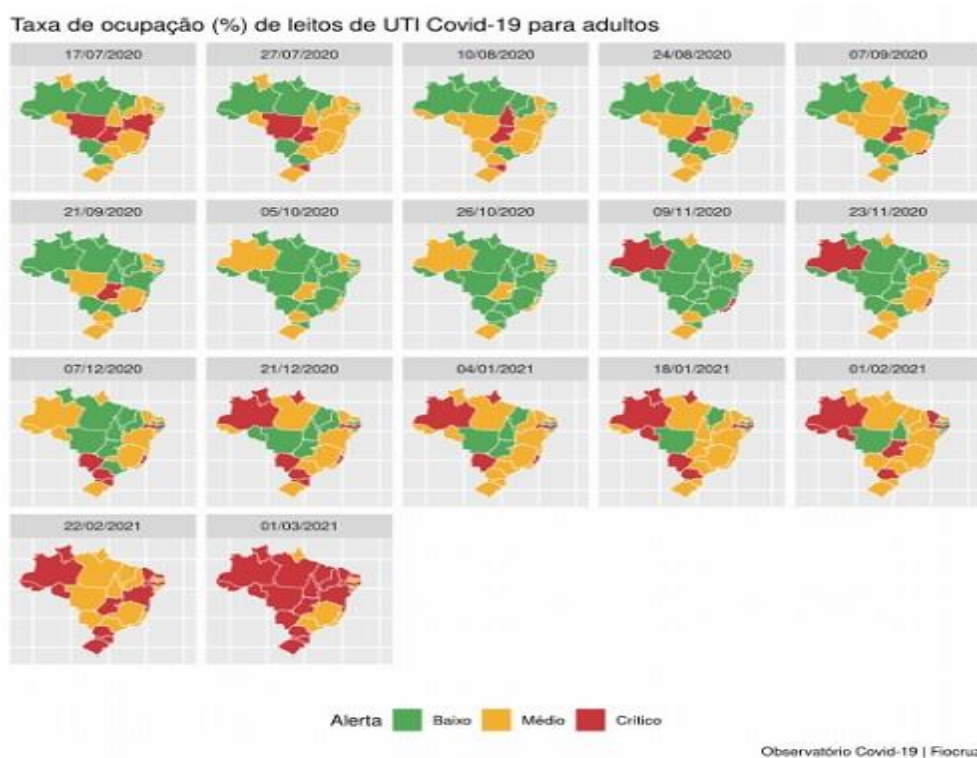 Taxa de ocupação (%) de leitos de UTI Covid-19 para adultos
17/07/2020 27/07/2020 10/08/2020 24/08/2020 07/09/2020
21/09/2020 05/10/2020 26/10/2020 09/11/2020 23/11/2020
07/12/2020 21/12/2020 04/01/2021 18/01/2021 01/02/2021
22/02/2021 01/03/2021
Alerta Baixo Médio Crítico
Observatório Covid-19 | Fiocruz